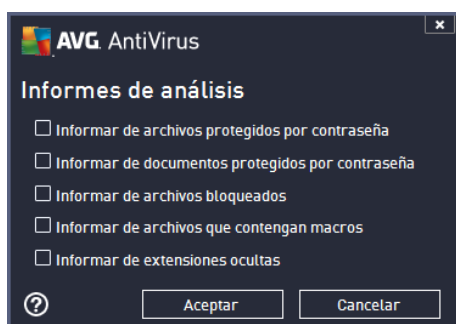 AVG. AntiVirus
Informes de análisis
Informar de archivos protegidos por contraseña
Informar de documentos protegidos por contraseña
Informar de archivos bloqueados
Informar de archivos que contengan macros
Informar de extensiones ocultas
? Aceptar Cancelar